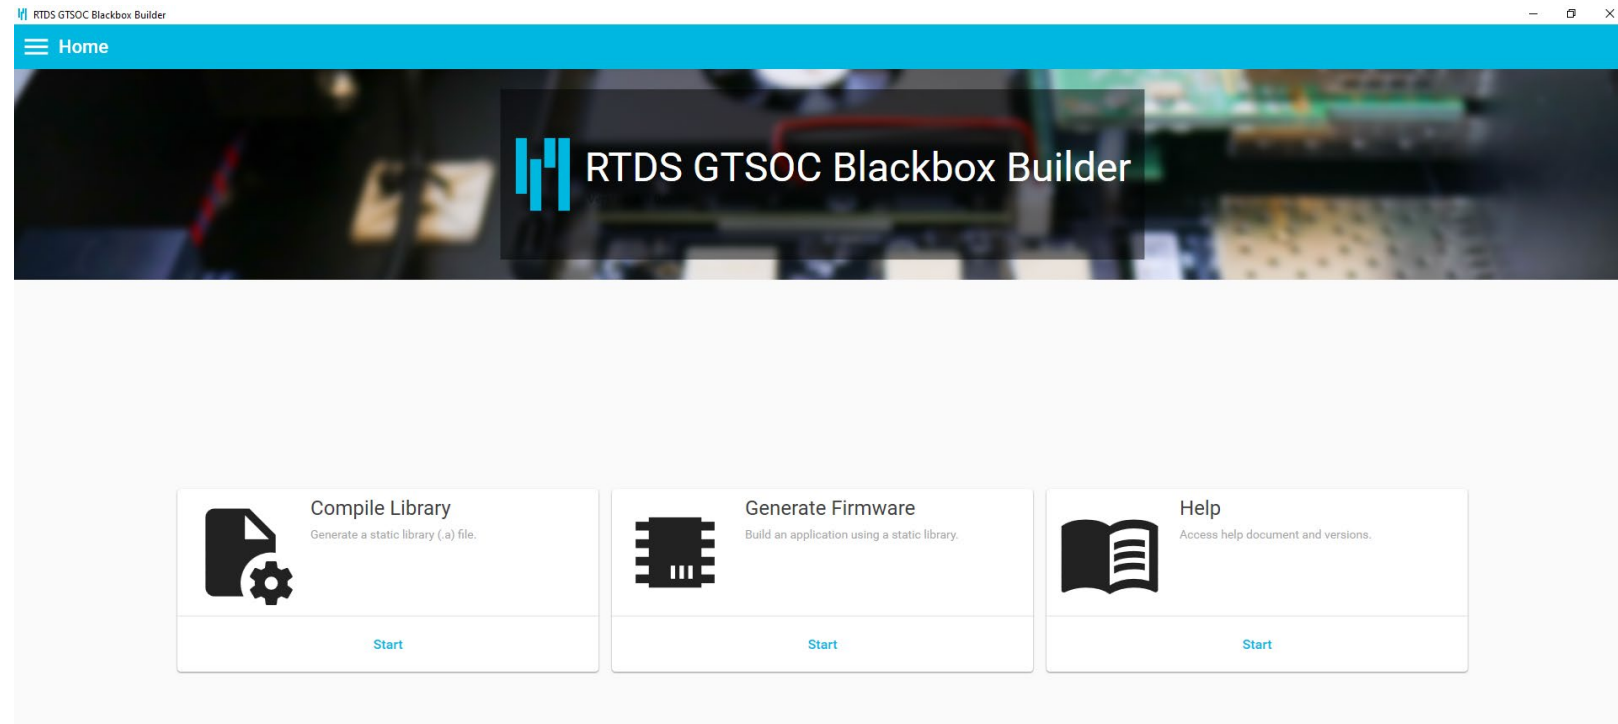 RTDS GTSOC Blackbox Builder
Home
RTDS GTSOC Blackbox Builder
Compile Library
Generate a static library (.a) file.
Start
Generate Firmware
Build an application using a static library.
Start
Help
Access help document and versions.
Start